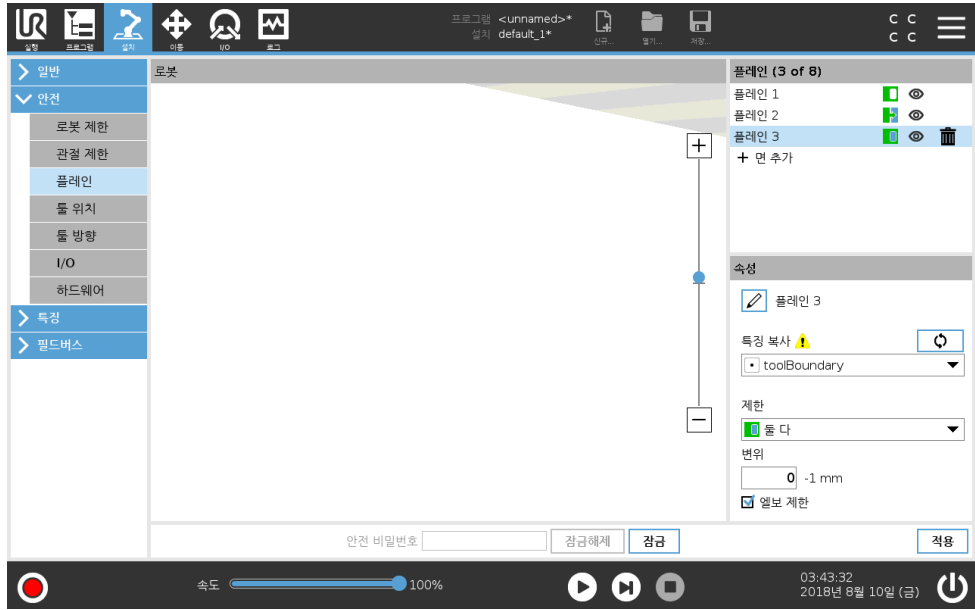 UR
실행
프로그램
설치
이동
I/O
로그
프로그램 <unnamed>*
설치 default_1*
신규...
열기...
저장...
C C
C C
일반
안전
로봇 제한
관절 제한
플레인
툴 위치
툴 방향
I/O
하드웨어
특징
필드버스
로봇
플레인 (3 of 8)
플레인 1
플레인 2
플레인 3
면 추가
속성
플레인 3
특징 복사
toolBoundary
제한
둘 다
변위
0 -1 mm
엘보 제한
안전 비밀번호
잠금해제
잠금
적용
속도
100%
03:43:32
2018년 8월 10일 (금)